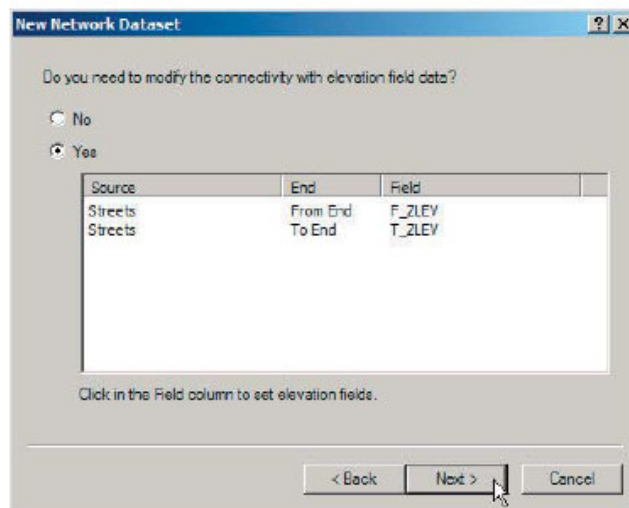 New Network Dataset
Do you need to modify the connectivity with elevation field data?
No
Yes
Source End Field
Streets From End F_ZLEV
Streets To End T_ZLEV
Click in the Field column to set elevation fields.
< Back Next > Cancel